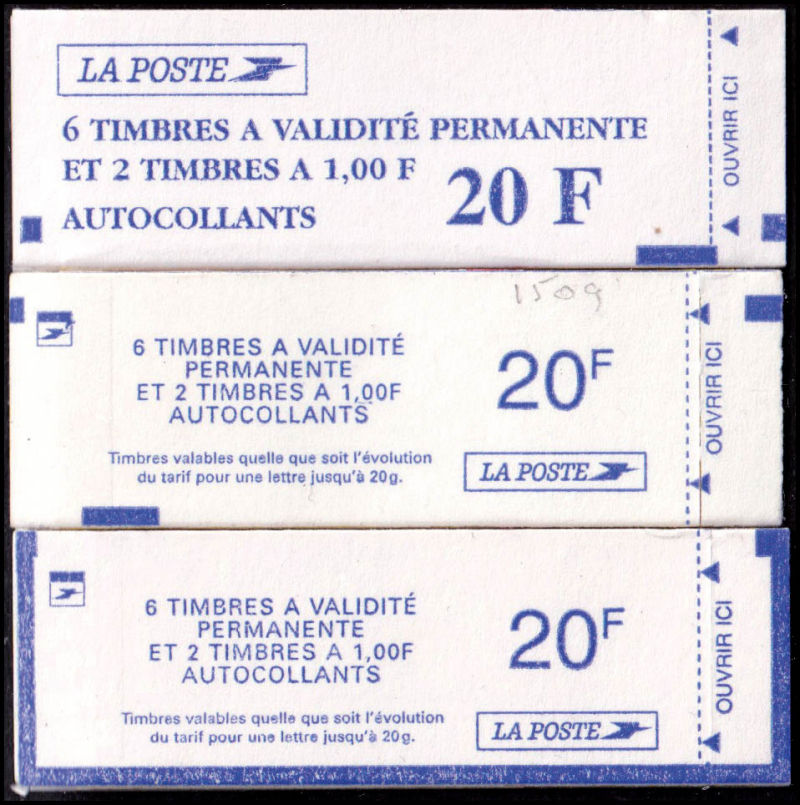 LA POSTE
6 TIMBRES A VALIDITÉ PERMANENTE
ET 2 TIMBRES A 1,00 F
20 F
AUTOCOLLANTS
OUVRIR ICI
1509
6 TIMBRES A VALIDITÉ
PERMANENTE
ET 2 TIMBRES A 1,00F
AUTOCOLLANTS
20F
Timbres valables quelle que soit l'évolution
du tarif pour une lettre jusqu'à 20g.
LA POSTE
OUVRIR ICI
6 TIMBRES A VALIDITÉ
PERMANENTE
ET 2 TIMBRES A 1,00F
AUTOCOLLANTS
20F
Timbres valables quelle que soit l'évolution
du tarif pour une lettre jusqu'à 20g.
LA POSTE
OUVRIR ICI